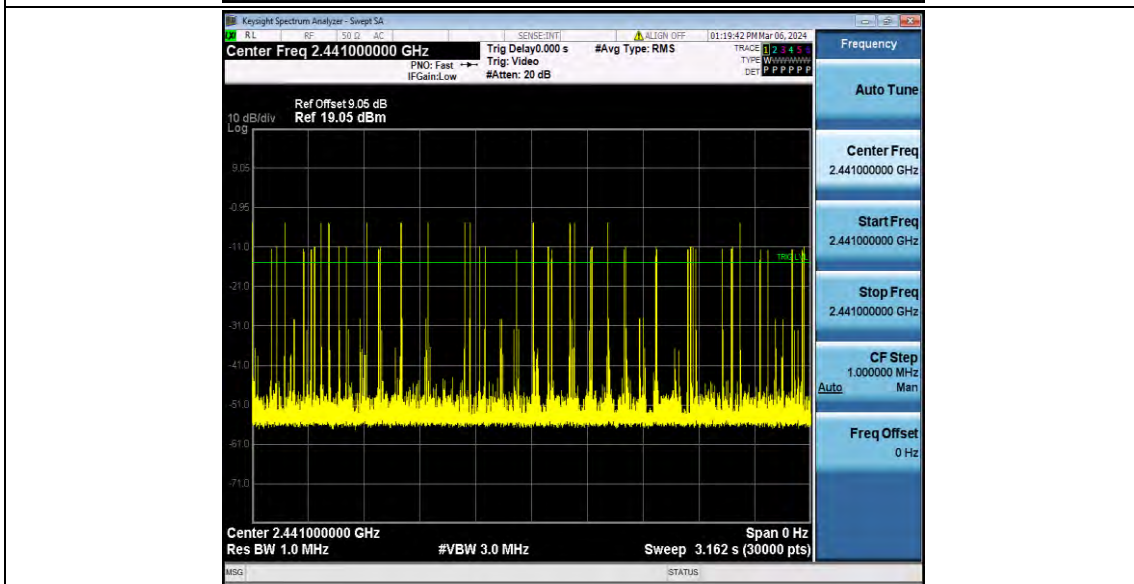 Keysight Spectrum Analyzer - Swept SA
RL RF 50 Ω AC SENSE:INT ALIGN OFF 01:19:42 PM Mar 06, 2024
Center Freq 2.441000000 GHz
PNO: Fast
IFGain:Low
Trig Delay0.000 s
Trig: Video
#Atten: 20 dB
#Avg Type: RMS
TRACE 1 2 3 4 5 6
TYPE WWWWWW
DET P P P P P P
Ref Offset 9.05 dB
10 dB/div Ref 19.05 dBm
Log
9.05
-0.95
-11.0
TRIG LVL
-21.0
-31.0
-41.0
-51.0
-61.0
-71.0
Center 2.441000000 GHz Span 0 Hz
Res BW 1.0 MHz #VBW 3.0 MHz Sweep 3.162 s (30000 pts)
MSG STATUS
Frequency
Auto Tune
Center Freq
2.441000000 GHz
Start Freq
2.441000000 GHz
Stop Freq
2.441000000 GHz
CF Step
1.000000 MHz
Auto Man
Freq Offset
0 Hz